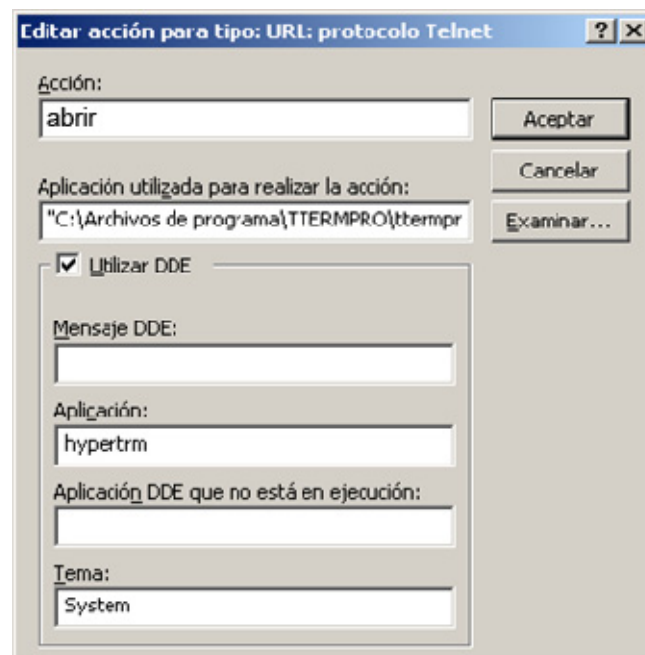 Editar acción para tipo: URL: protocolo Telnet
Acción:
abrir
Aceptar
Cancelar
Aplicación utilizada para realizar la acción:
"C:\Archivos de programa\TTERMPRO\ttermpr
Examinar...
Utilizar DDE
Mensaje DDE:
Aplicación:
hypertrm
Aplicación DDE que no está en ejecución:
Tema:
System